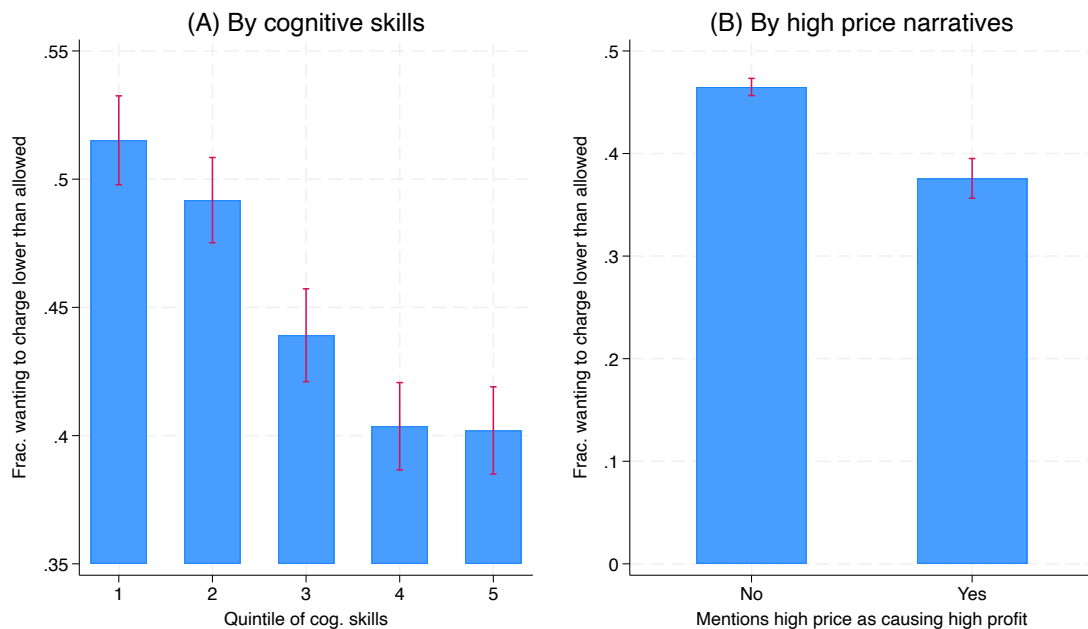 (A) By cognitive skills
Frac. wanting to charge lower than allowed
.55
.5
.45
.4
.35
1 2 3 4 5
Quintile of cog. skills
(B) By high price narratives
Frac. wanting to charge lower than allowed
.5
.4
.3
.2
.1
0
No Yes
Mentions high price as causing high profit